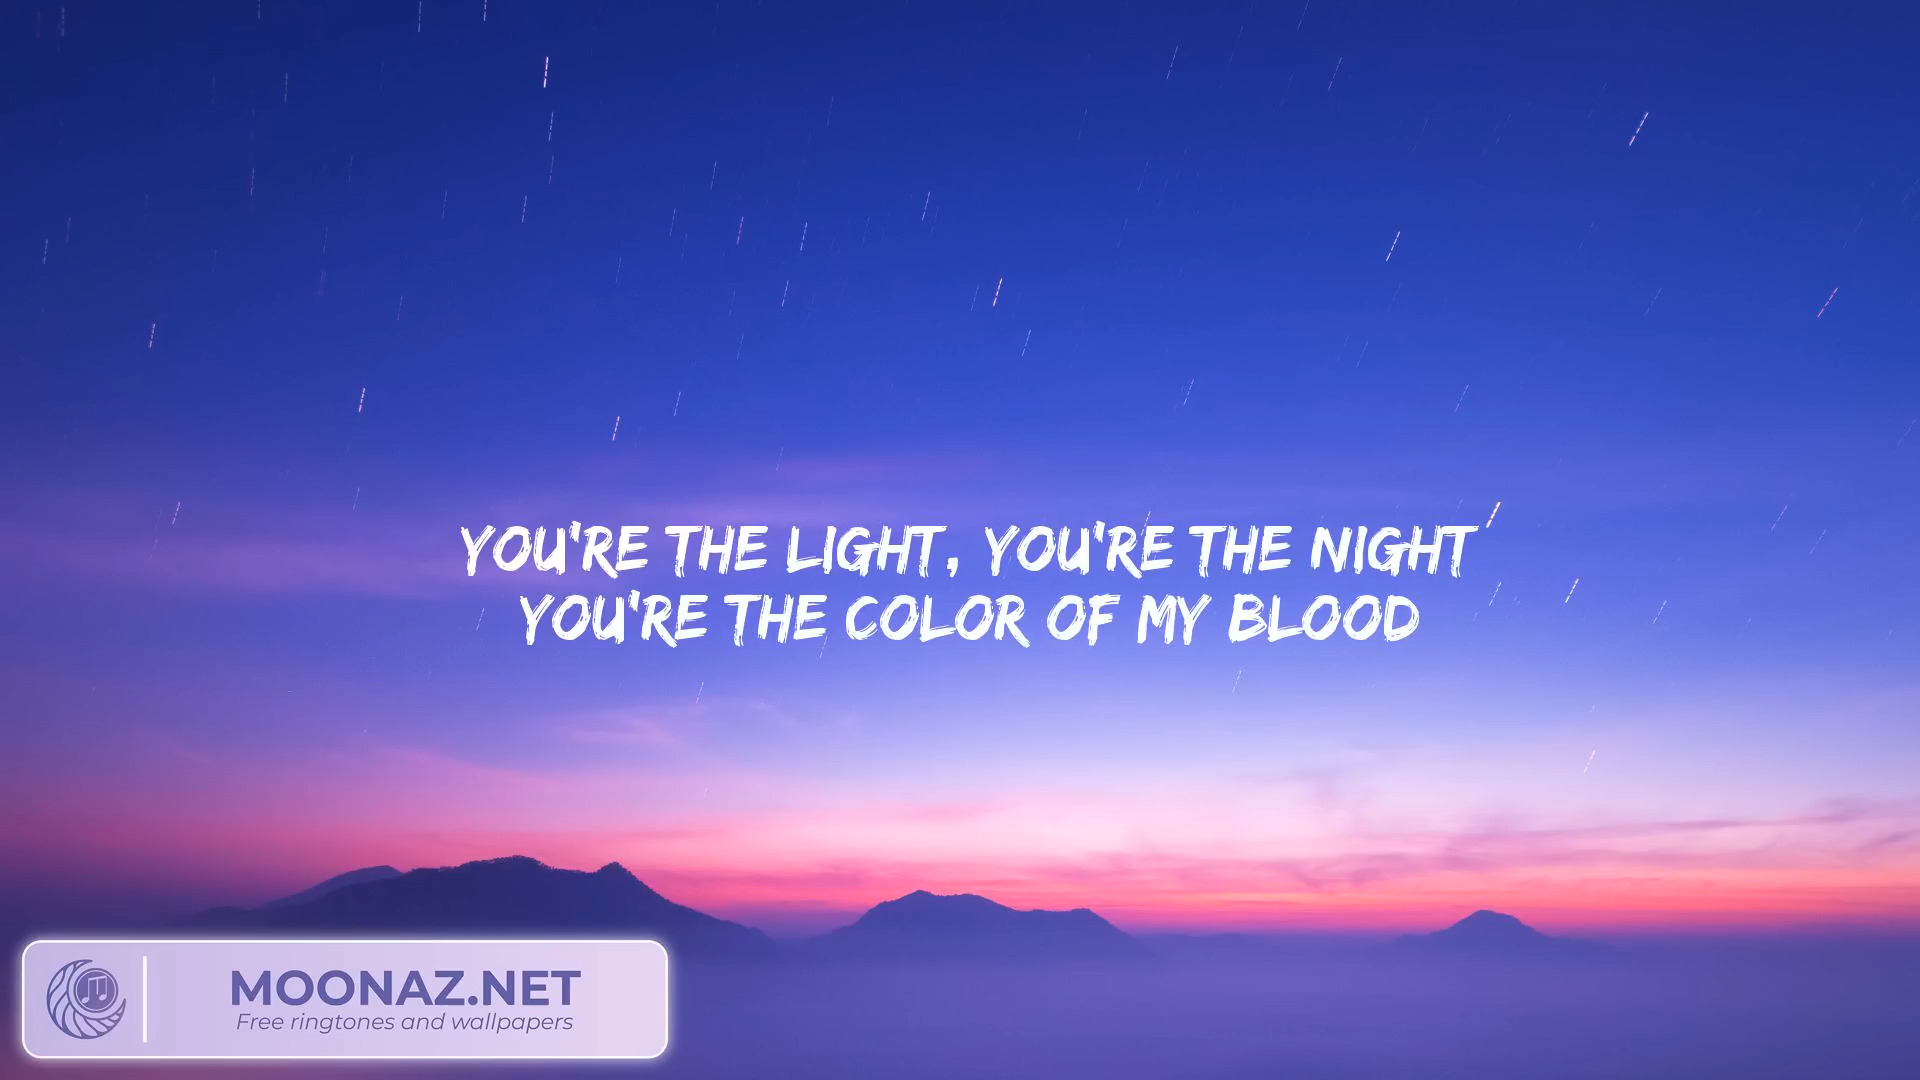 YOU'RE THE LIGHT, YOU'RE THE NIGHT
YOU'RE THE COLOR OF MY BLOOD
MOONAZ.NET
Free ringtones and wallpapers